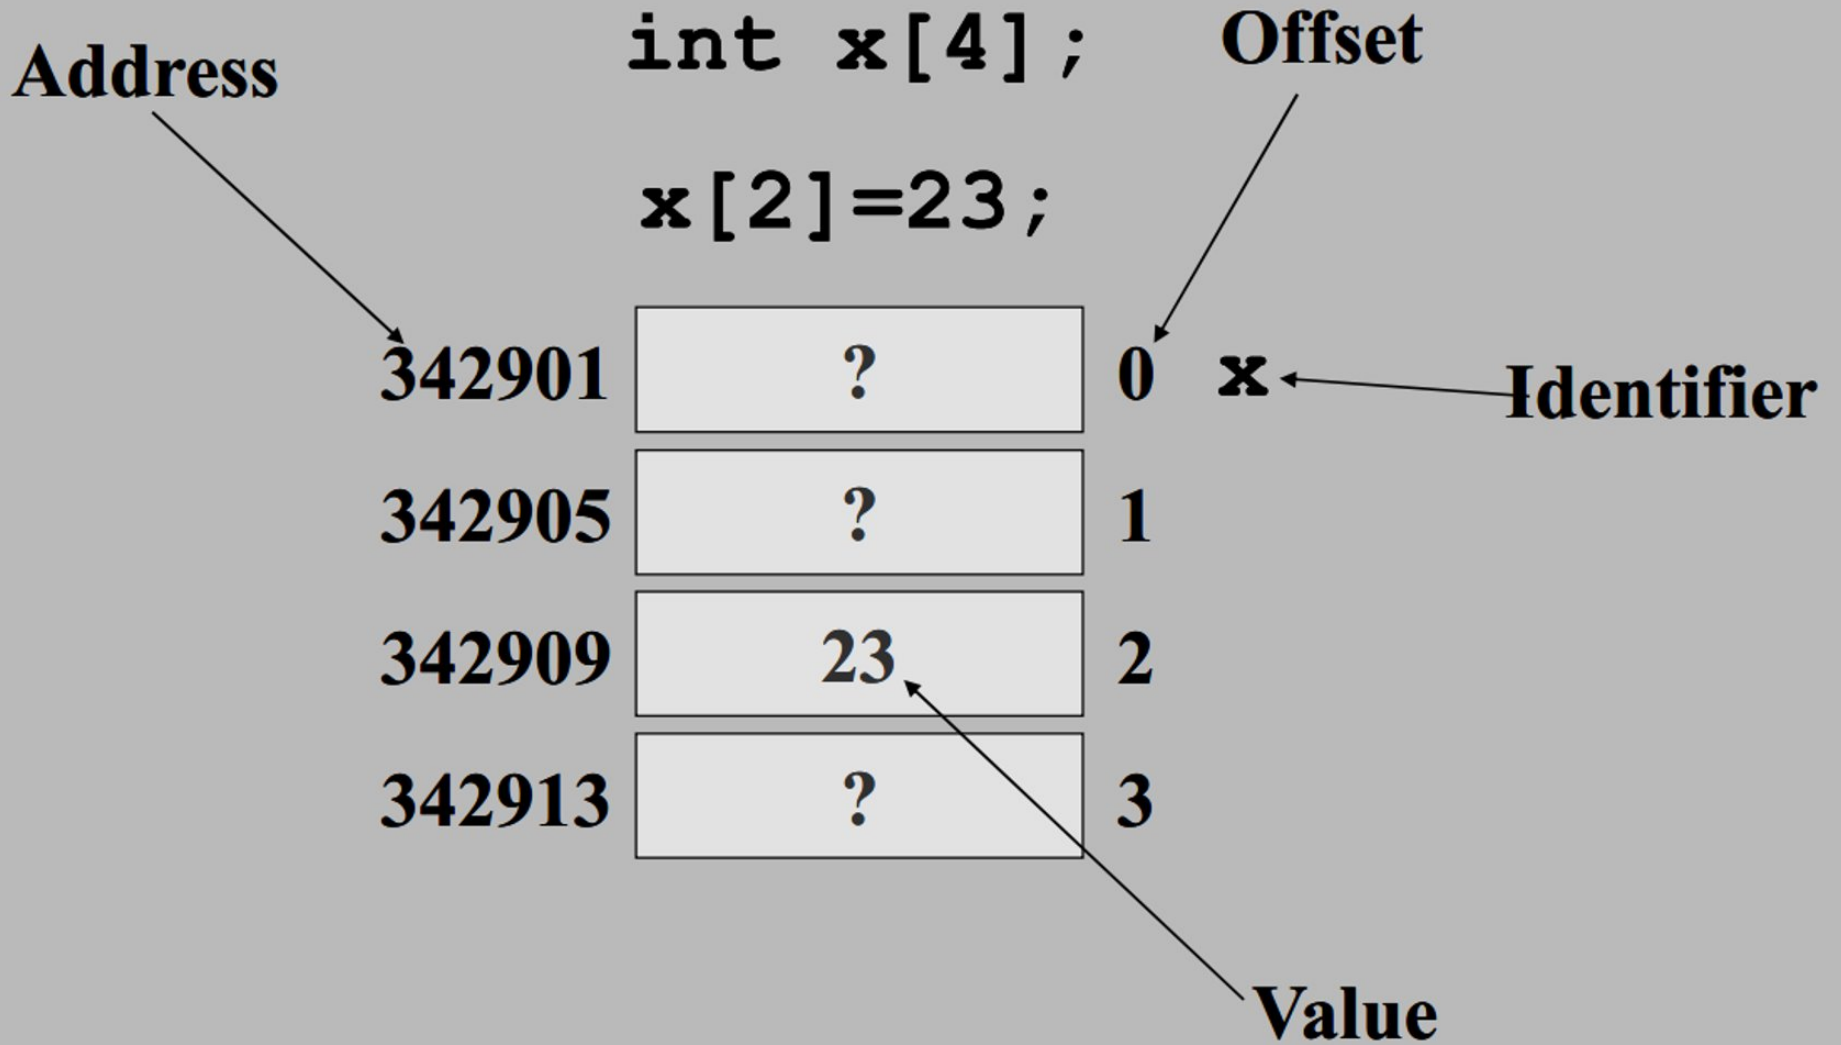 int x[4];
Offset
Address
x[2]=23;
342901 ? 0 x
Identifier
342905 ? 1
342909 23 2
342913 ? 3
Value